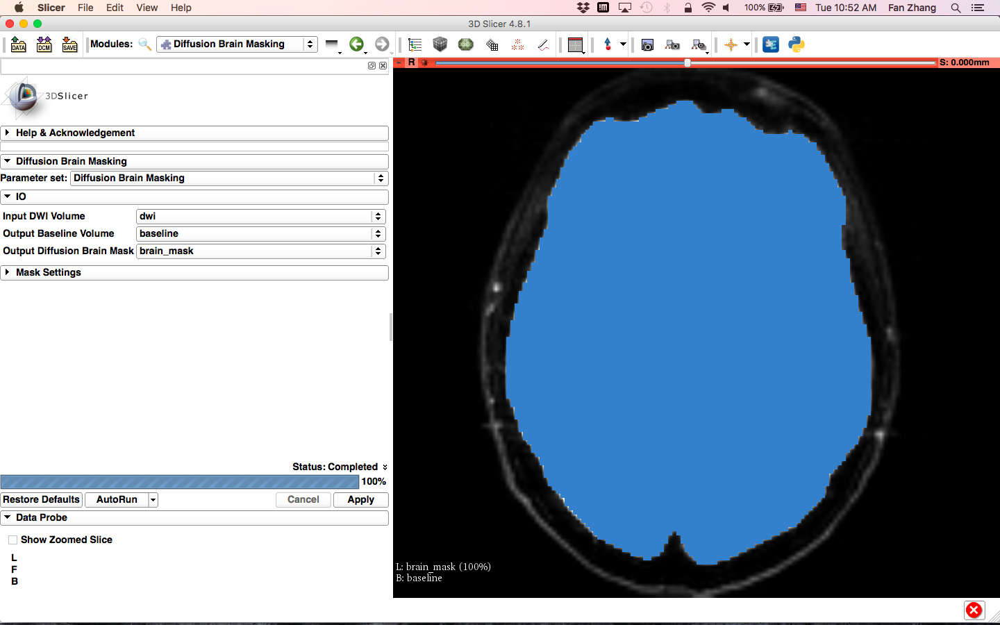 Slicer File Edit View Help 100% Tue 10:52 AM Fan Zhang
3D Slicer 4.8.1
DATA DCM SAVE Modules: Diffusion Brain Masking
R S: 0.000mm
3DSlicer
Help & Acknowledgement
Diffusion Brain Masking
Parameter set: Diffusion Brain Masking
IO
Input DWI Volume dwi
Output Baseline Volume baseline
Output Diffusion Brain Mask brain_mask
Mask Settings
Status: Completed
100%
Restore Defaults AutoRun Cancel Apply
Data Probe
Show Zoomed Slice
L
F
B
L: brain_mask (100%)
B: baseline